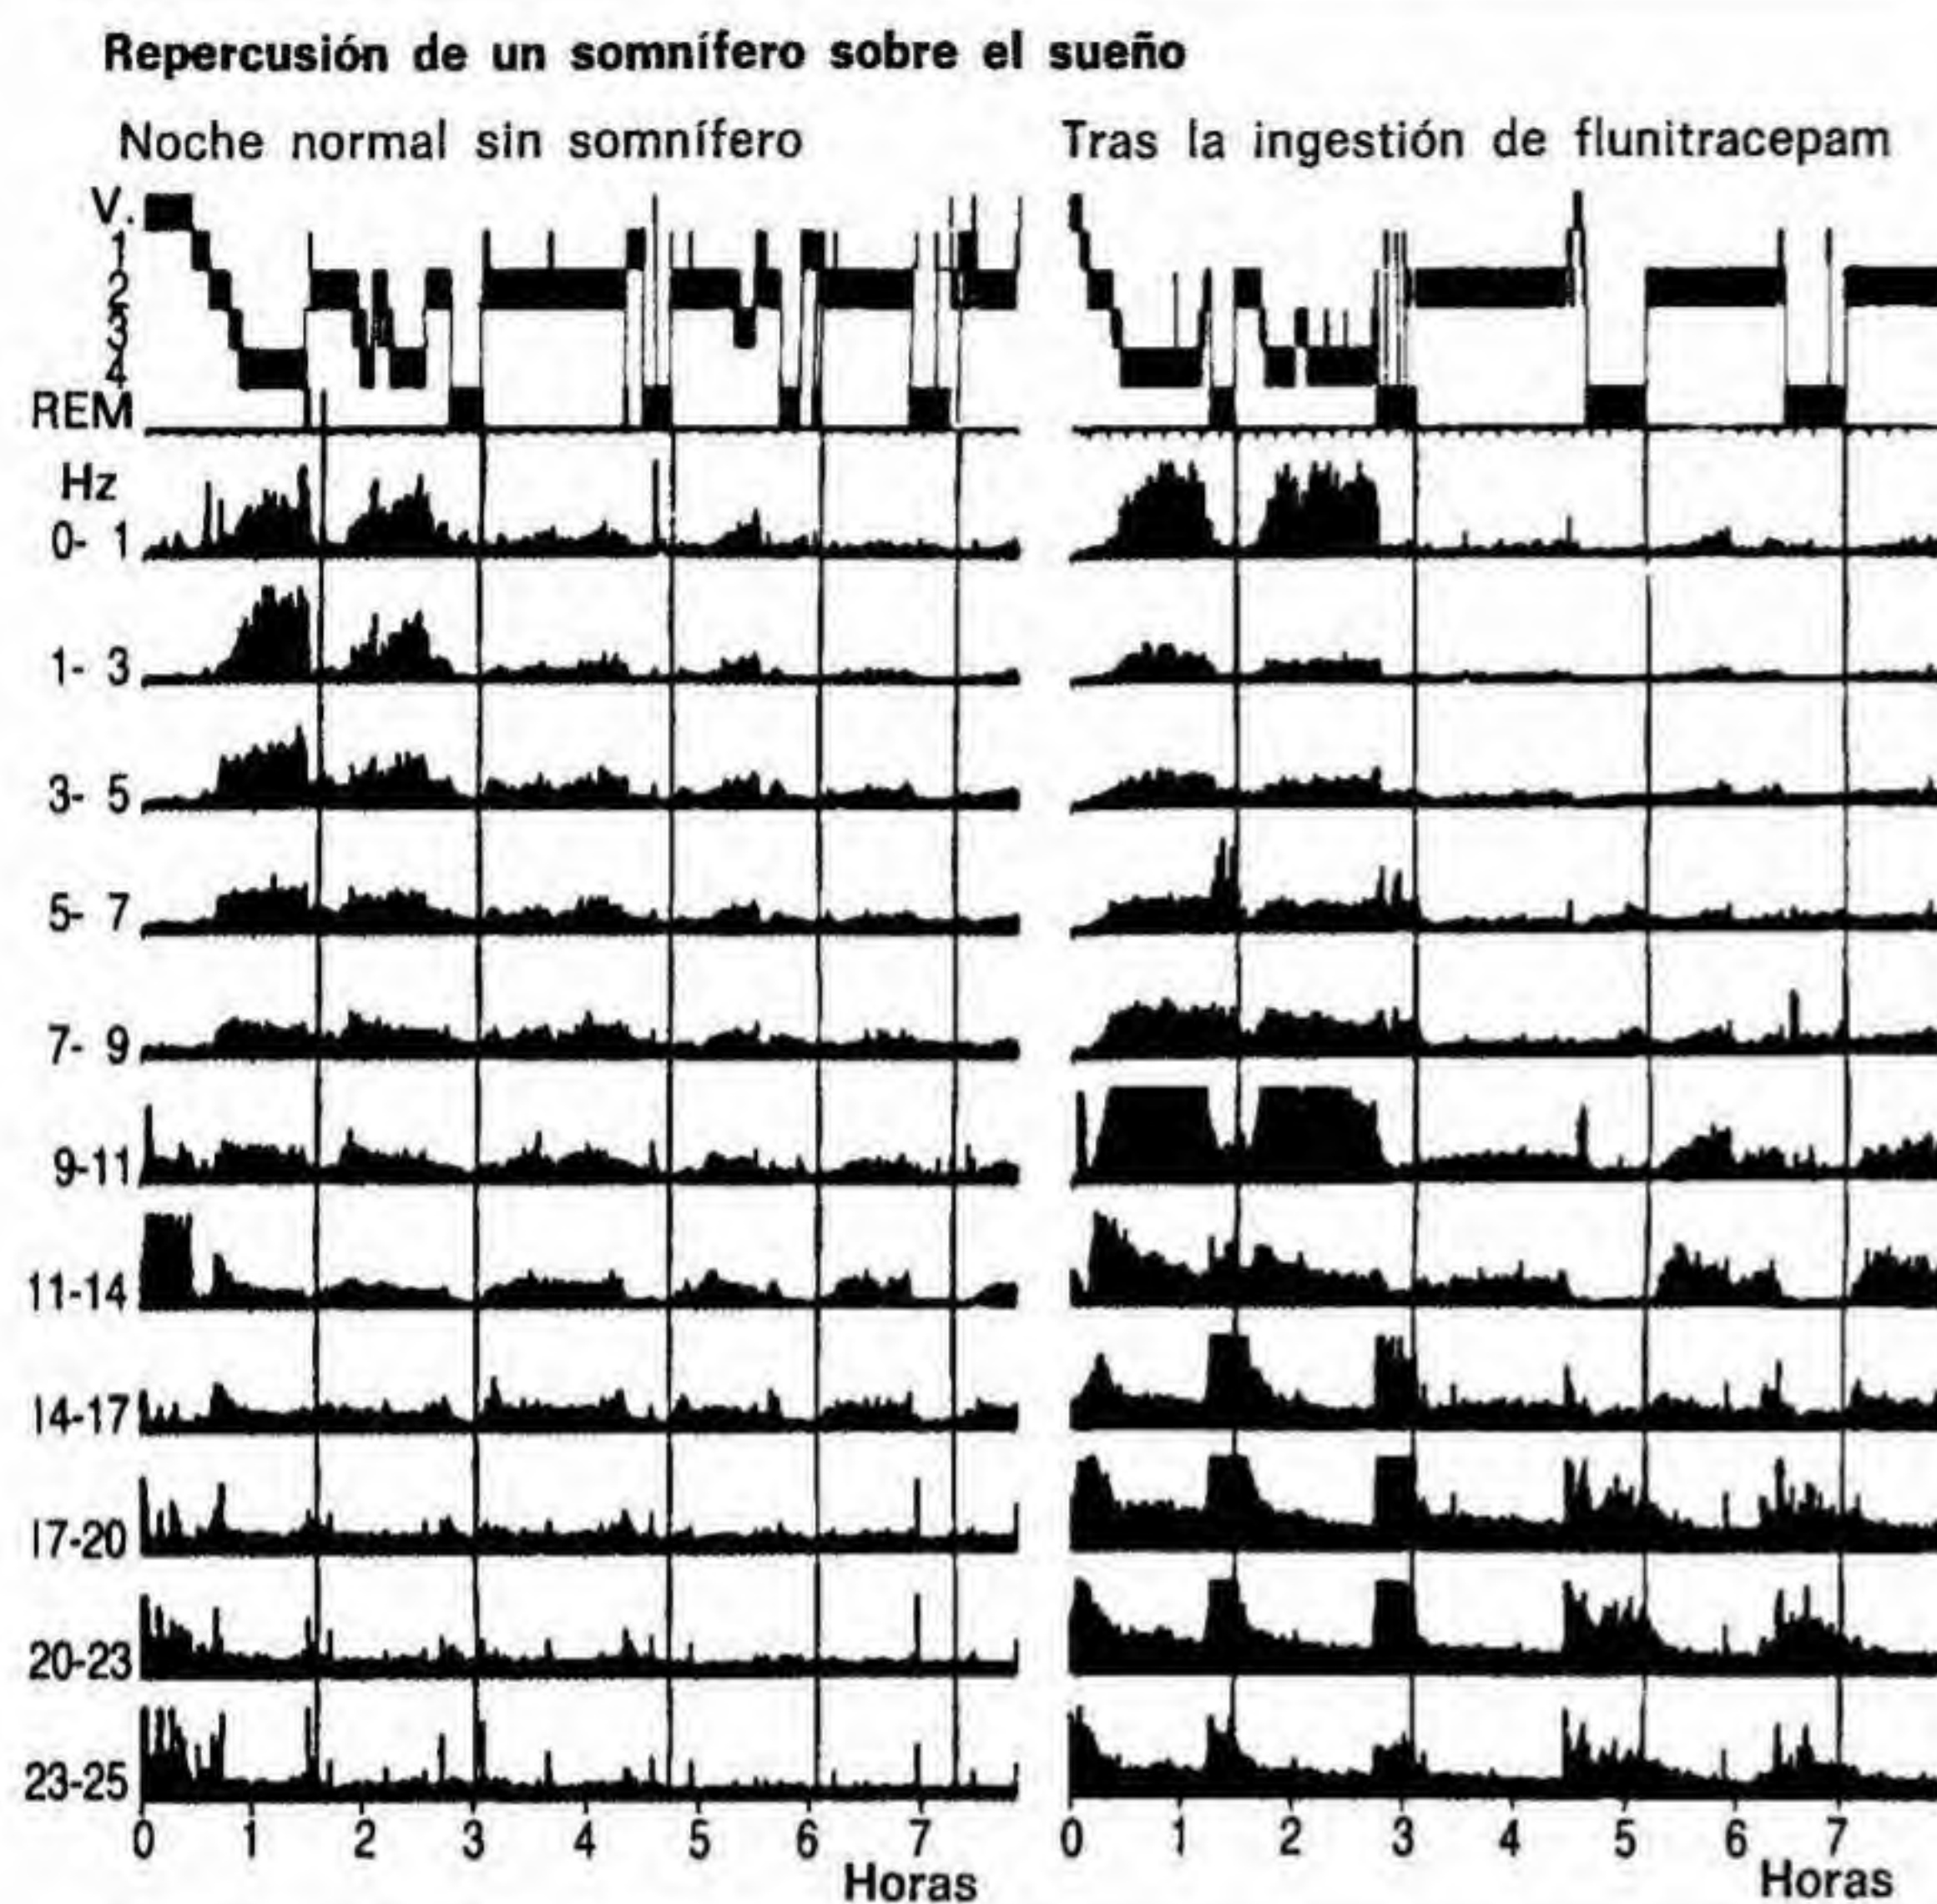 Repercusión de un somnífero sobre el sueño
Noche normal sin somnífero
Tras la ingestión de flunitracepam
V.
1
2
3
4
REM
Hz
0- 1
1- 3
3- 5
5- 7
7- 9
9-11
11-14
14-17
17-20
20-23
23-25
0 1 2 3 4 5 6 7
Horas
0 1 2 3 4 5 6 7
Horas